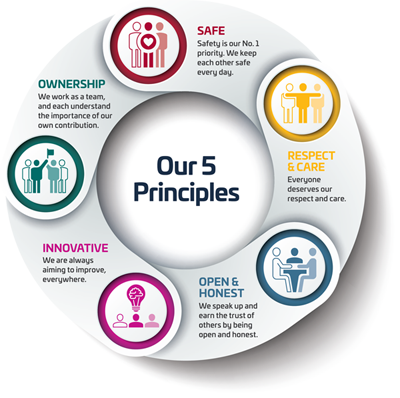 Our 5
Principles
SAFE
Safety is our No. 1
priority. We keep
each other safe
every day.
RESPECT
& CARE
Everyone
deserves our
respect and care.
OPEN &
HONEST
We speak up and
earn the trust of
others by being
open and honest.
INNOVATIVE
We are always
aiming to improve,
everywhere.
OWNERSHIP
We work as a team,
and each understand
the importance of our
own contribution.